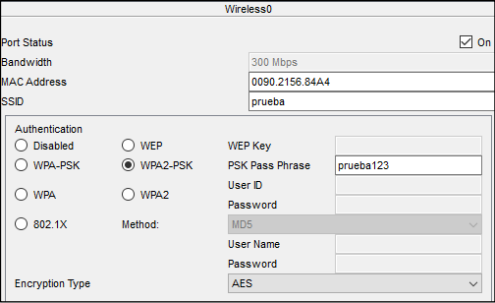 Wireless0
Port Status On
Bandwidth 300 Mbps
MAC Address 0090.2156.84A4
SSID prueba
Authentication
Disabled WEP WEP Key
WPA-PSK WPA2-PSK PSK Pass Phrase prueba123
User ID
WPA WPA2 Password
802.1X Method: MD5
User Name
Password
Encryption Type AES